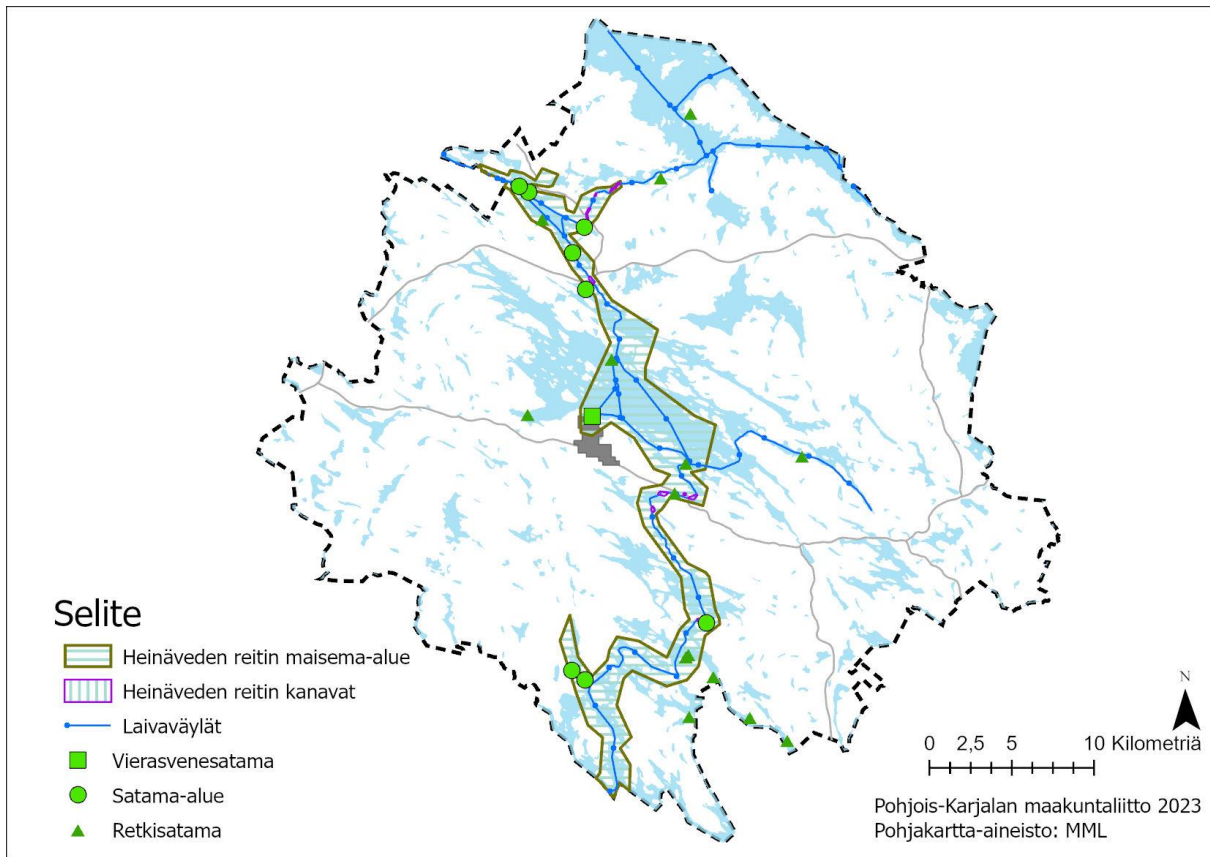 Selite
Heinäveden reitin maisema-alue
Heinäveden reitin kanavat
Laivaväylät
Vierasvenesatama
Satama-alue
Retkisatama
N
0 2,5 5 10 Kilometriä
Pohjois-Karjalan maakuntaliitto 2023
Pohjakartta-aineisto: MML